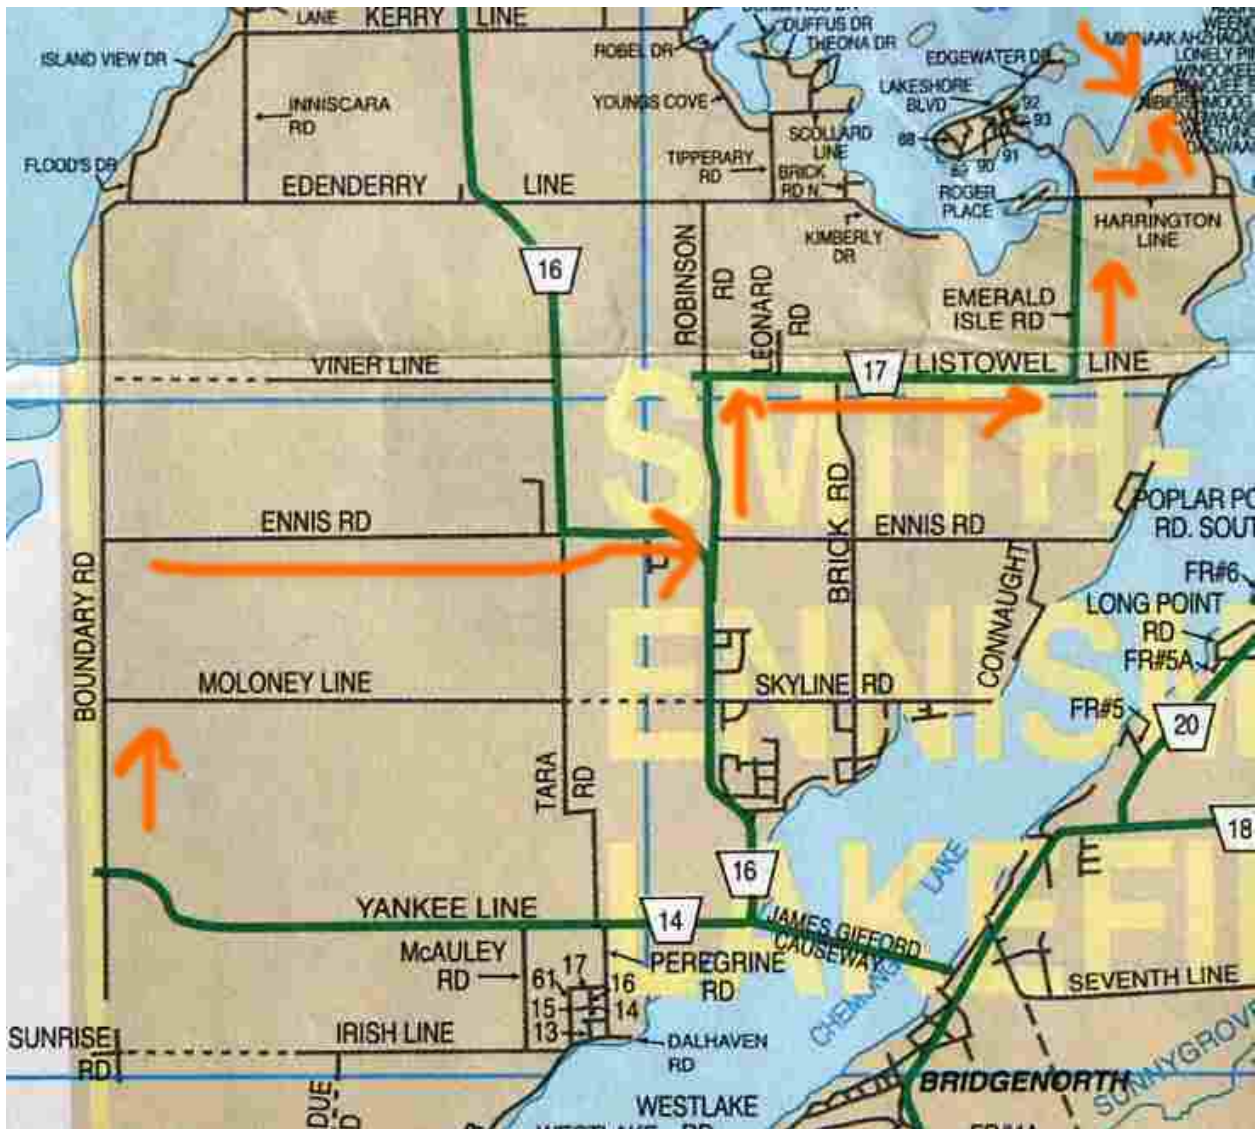 KERRY LINE
LANE
DUFFUS DR
THEONA DR
ROBEL DR
ISLAND VIEW DR
EDGEWATER DR
LONELY
LAKESHORE
BLVD
INNISCARA
RD
YOUNGS COVE
92
93
88
89
90
91
SCOLLARD
LINE
TIPPERARY
RD
BRICK
RD N
FLOOD'S DR
EDENDERRY LINE
ROGER
PLACE
HARRINGTON
LINE
KIMBERLY
DR
ROBINSON
RD
LEONARD
RD
16
EMERALD
ISLE RD
VINER LINE
17
LISTOWEL LINE
SMITH-
ENNIS RD
BRICK RD
ENNIS RD
POPLAR
RD. SOUT
BOUNDARY RD
CONNAUGHT
FR#6
LONG POINT
RD
FR#5A
ENNISM
MOLONEY LINE
SKYLINE RD
FR#5
20
TARA
RD
18
LAKEFI
16
LAKE
YANKEE LINE
14
JAMES GIFFORD
CAUSEWAY
McAULEY
RD
PEREGRINE
RD
17
61
16
15
14
13
SEVENTH LINE
SUNRISE
RD
IRISH LINE
DALHAVEN
RD
BRIDGENORTH
SUNNYGROV
DUE
WESTLAKE